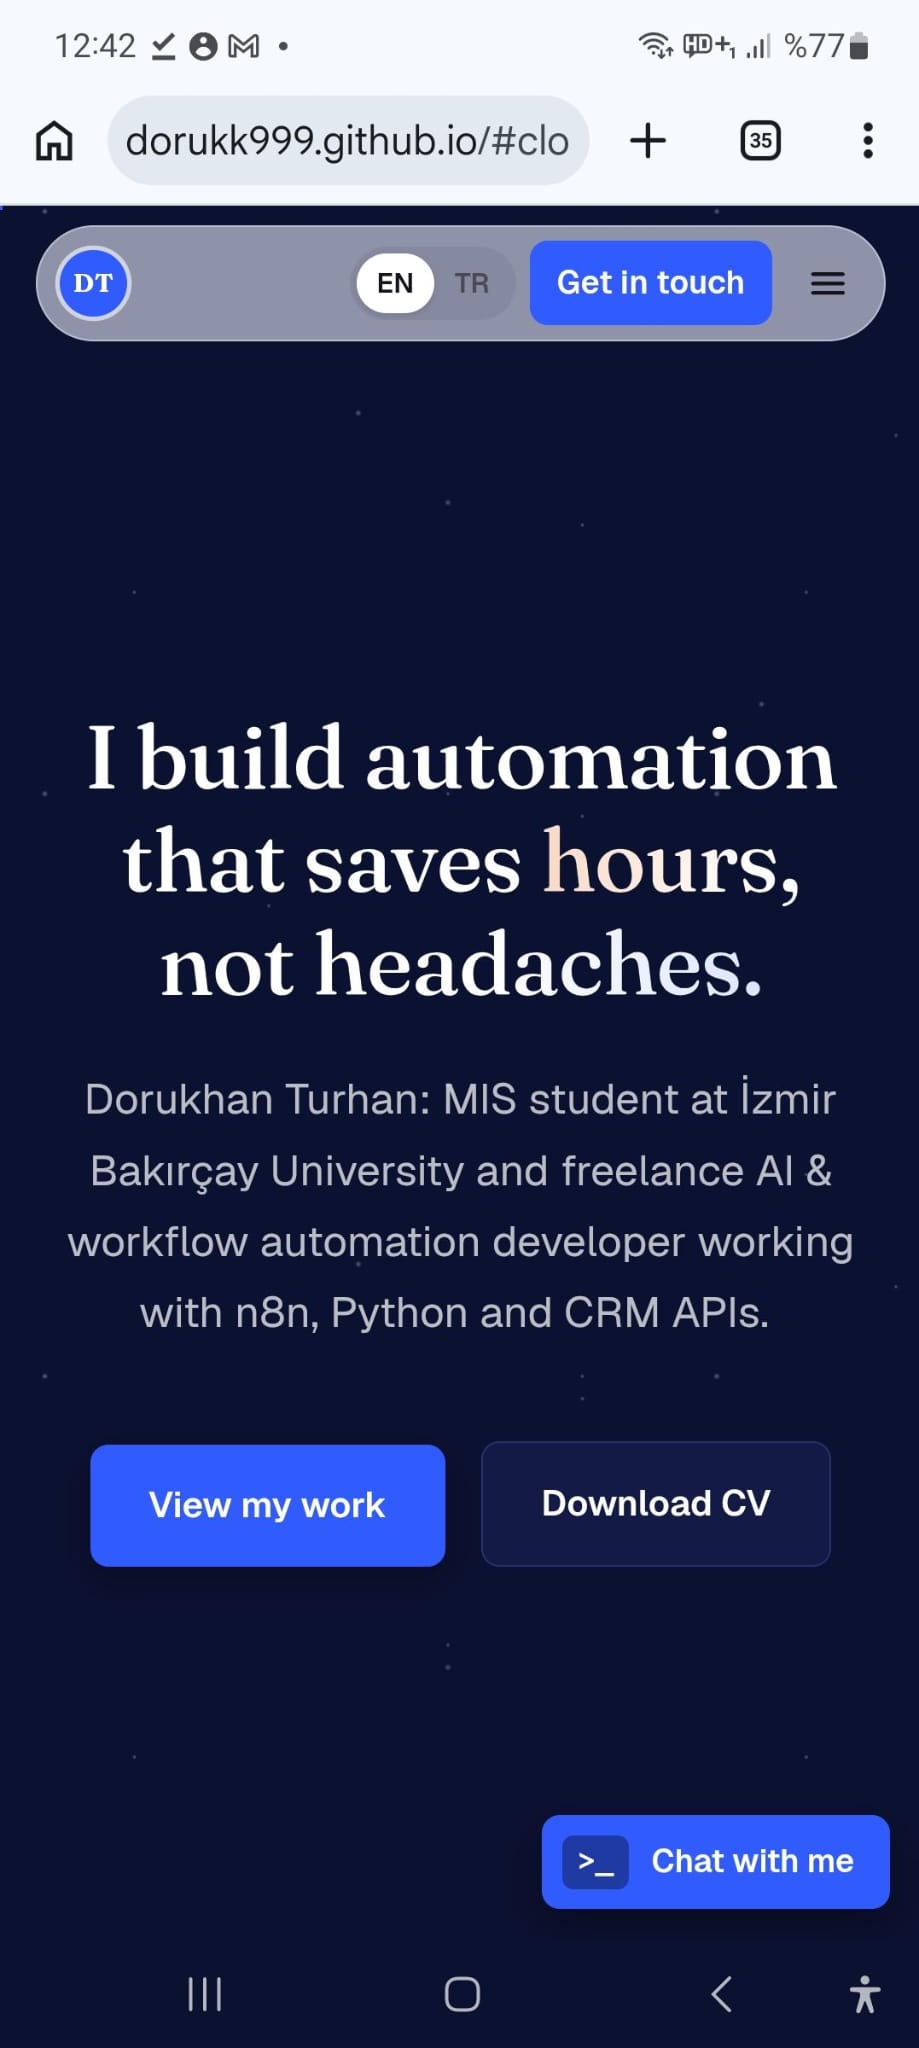 12:42
HD+1 %77
dorukk999.github.io/#clo
35
DT EN TR Get in touch
I build automation
that saves hours,
not headaches.
Dorukhan Turhan: MIS student at İzmir
Bakırçay University and freelance AI &
workflow automation developer working
with n8n, Python and CRM APIs.
View my work Download CV
>_ Chat with me